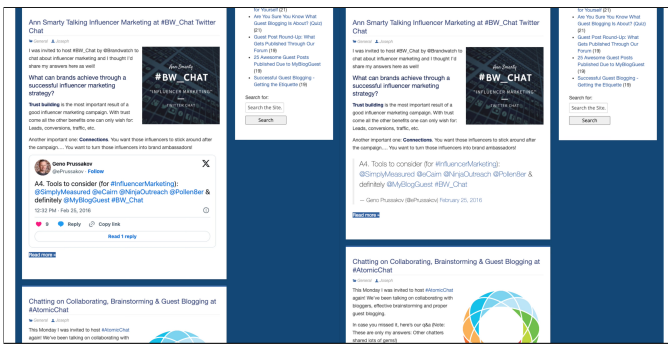 Ann Smarty Talking Influencer Marketing at #BW_Chat Twitter
Chat
General Joseph
I was invited to host #BW_Chat by @Brandwatch to
chat about influencer marketing and I thought I'd
share my answers here as well!
What can brands achieve through a
successful influencer marketing
strategy?
Ann Smarty
#BW_CHAT
"INFLUENCER MARKETING"
TWITTER CHAT
Trust building is the most important result of a
good influencer marketing campaign. With trust
come all the other benefits one can only wish for:
Leads, conversions, traffic, etc.
Another important one: Connections. You want those influencers to stick around after
the campaign.... You want to turn those influencers into brand ambassadors!
Geno Prussakov
@ePrussakov · Follow
X
A4. Tools to consider (for #InfluencerMarketing):
@SimplyMeasured @eCairn @NinjaOutreach @Pollen8er &
definitely @MyBlogGuest #BW_Chat
12:32 PM · Feb 25, 2016
9 Reply Copy link
Read 1 reply
Read more »
Chatting on Collaborating, Brainstorming & Guest Blogging at
#AtomicChat
General Joseph
This Monday I was invited to host #AtomicChat
again! We've been talking on collaborating with
for Yourself (21)
Are You Sure You Know What
Guest Blogging Is About? (Quiz)
(21)
Guest Post Round-Up: What
Gets Published Through Our
Forum (19)
25 Awesome Guest Posts
Published Due to MyBlogGuest
(19)
Successful Guest Blogging -
Getting the Etiquette (19)
Search for:
Search the Site.
Search
Ann Smarty Talking Influencer Marketing at #BW_Chat Twitter
Chat
General Joseph
I was invited to host #BW_Chat by @Brandwatch to
chat about influencer marketing and I thought I'd
share my answers here as well!
What can brands achieve through a
successful influencer marketing
strategy?
Ann Smarty
#BW_CHAT
"INFLUENCER MARKETING"
TWITTER CHAT
Trust building is the most important result of a
good influencer marketing campaign. With trust
come all the other benefits one can only wish for:
Leads, conversions, traffic, etc.
Another important one: Connections. You want those influencers to stick around after
the campaign.... You want to turn those influencers into brand ambassadors!
A4. Tools to consider (for #InfluencerMarketing):
@SimplyMeasured @eCairn @NinjaOutreach @Pollen8er &
definitely @MyBlogGuest #BW_Chat
— Geno Prussakov (@ePrussakov) February 25, 2016
Read more »
Chatting on Collaborating, Brainstorming & Guest Blogging at
#AtomicChat
General Joseph
This Monday I was invited to host #AtomicChat
again! We've been talking on collaborating with
bloggers, effective brainstorming and proper
guest blogging.
In case you missed it, here's our q&a (Note:
These are only my answers. Other chatters
shared lots of gems!)
for Yourself (21)
Are You Sure You Know What
Guest Blogging Is About? (Quiz)
(21)
Guest Post Round-Up: What
Gets Published Through Our
Forum (19)
25 Awesome Guest Posts
Published Due to MyBlogGuest
(19)
Successful Guest Blogging -
Getting the Etiquette (19)
Search for:
Search the Site.
Search